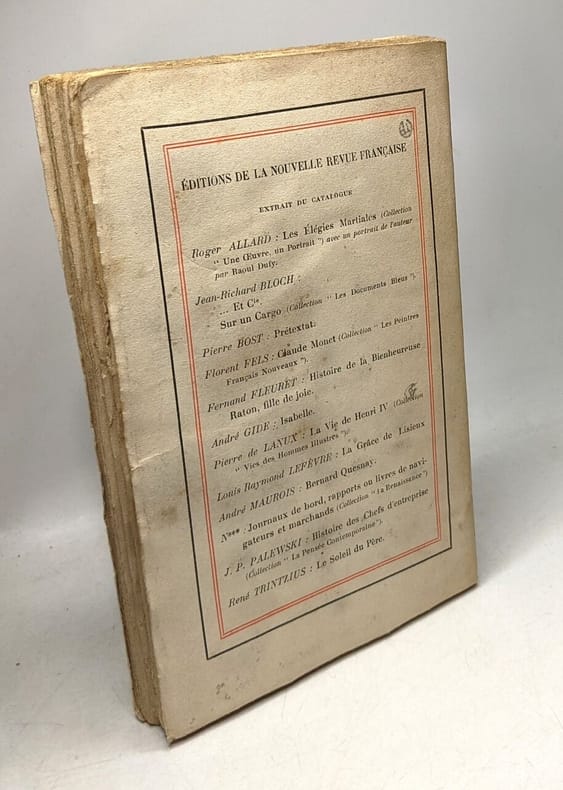 ÉDITIONS DE LA NOUVELLE REVUE FRANÇAISE
EXTRAIT DU CATALOGUE
Roger ALLARD : Les Élégies Martiales (Collection
" Une Œuvre, un Portrait ") avec un portrait de l'auteur
par Raoul Dufy.
Jean-Richard BLOCH :
... Et Cie.
Sur un Cargo (Collection " Les Documents Bleus ").
Pierre BOST : Prétextat.
Florent FELS : Claude Monet (Collection " Les Peintres
Français Nouveaux ").
Fernand FLEURET : Histoire de la Bienheureuse
Raton, fille de joie.
André GIDE : Isabelle.
Pierre de LANUX : La Vie de Henri IV (Collection
" Vies des Hommes Illustres ").
Louis Raymond LEFÈVRE : La Grâce de Lisieux
André MAUROIS : Bernard Quesnay.
N*** : Journaux de bord, rapports ou livres de navi-
gateurs et marchands (Collection " La Renaissance ")
J. P. PALEWSKI : Histoire des Chefs d'entreprise
(Collection " La Pensée Contemporaine ").
René TRINTZIUS : Le Soleil du Père.